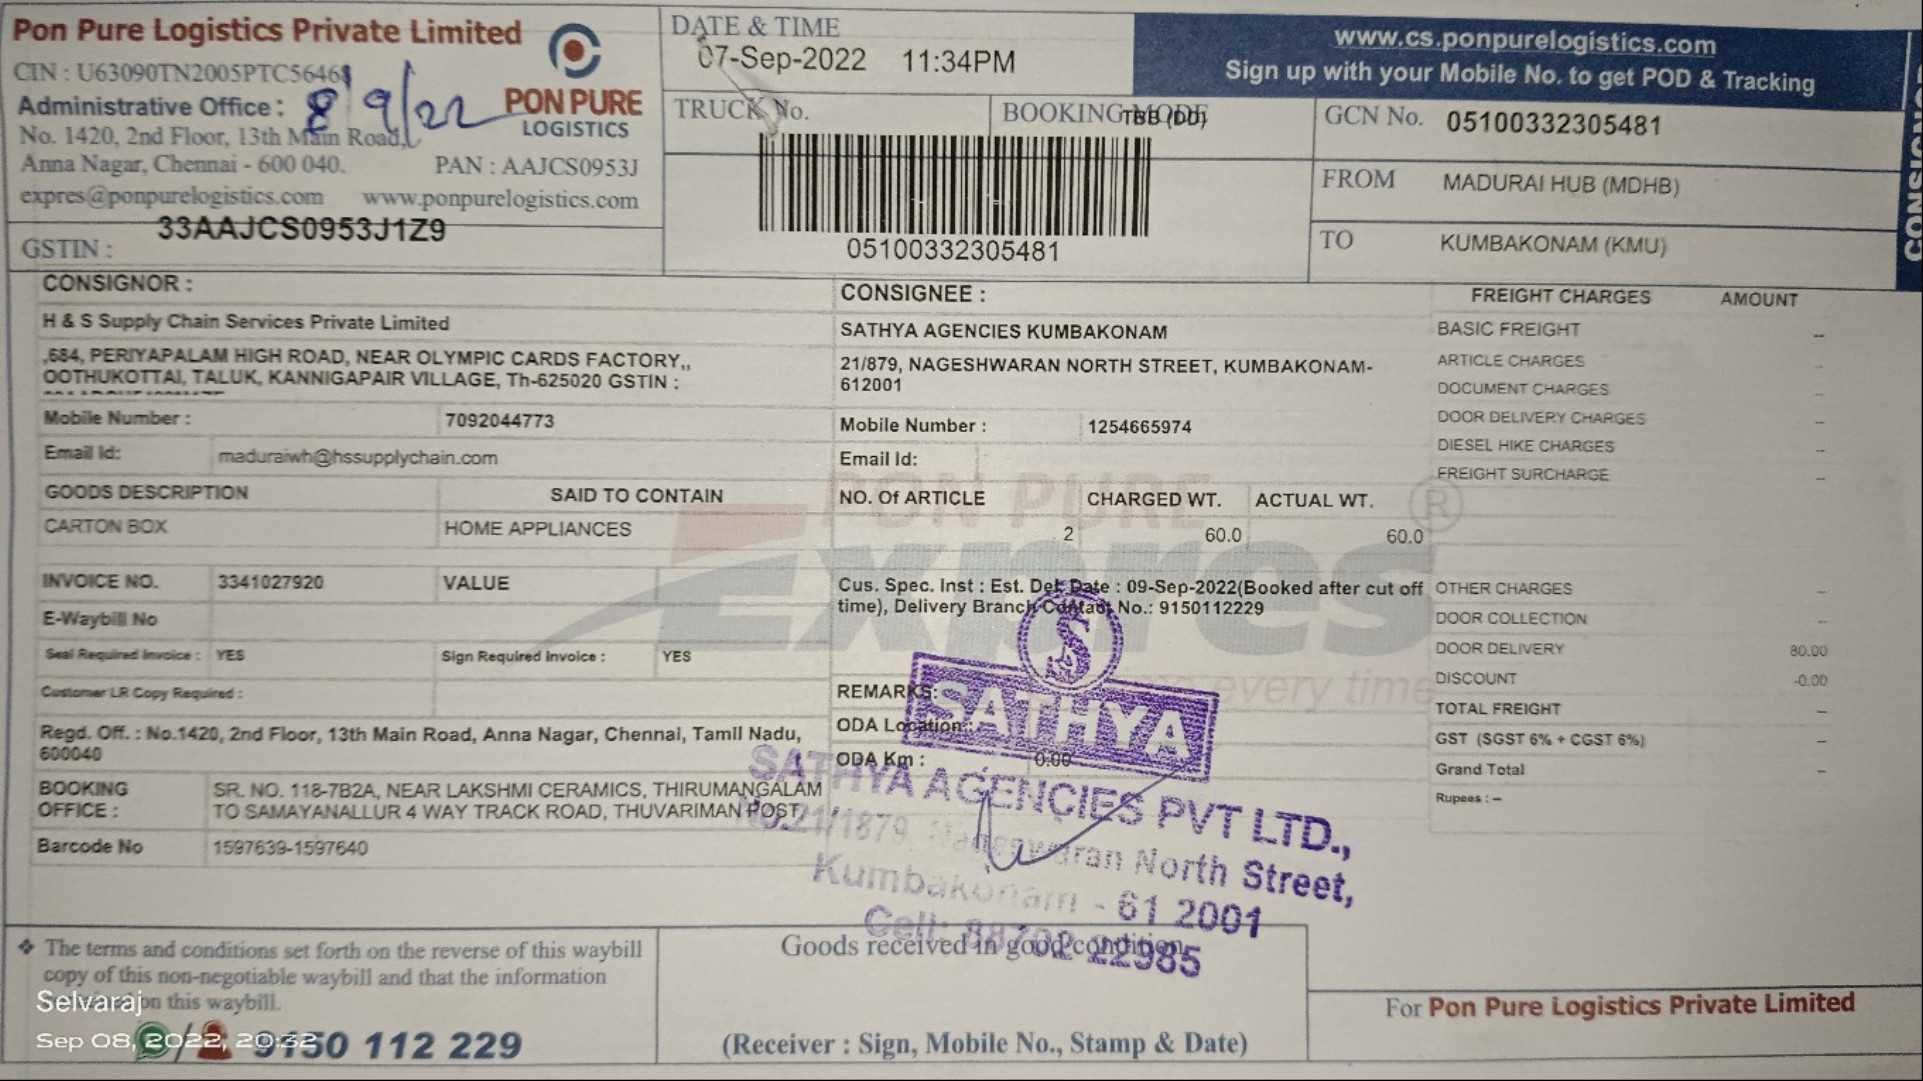 Pon Pure Logistics Private Limited
CIN : U63090TN2005PTC56468
Administrative Office :
8/9/22
No. 1420, 2nd Floor, 13th Main Road,
Anna Nagar, Chennai - 600 040. PAN : AAJCS0953J
expres@ponpurelogistics.com www.ponpurelogistics.com
PON PURE
LOGISTICS
GSTIN : 33AAJCS0953J1Z9
DATE & TIME
07-Sep-2022 11:34PM
TRUCK No.
BOOKING MODE TBB (DD)
05100332305481
www.cs.ponpurelogistics.com
Sign up with your Mobile No. to get POD & Tracking
GCN No. 05100332305481
FROM MADURAI HUB (MDHB)
TO KUMBAKONAM (KMU)
CONSIGNOR :
H & S Supply Chain Services Private Limited
,684, PERIYAPALAM HIGH ROAD, NEAR OLYMPIC CARDS FACTORY,,
OOTHUKOTTAI, TALUK, KANNIGAPAIR VILLAGE, Th-625020 GSTIN :
Mobile Number : 7092044773
Email Id: maduraiwh@hssupplychain.com
GOODS DESCRIPTION SAID TO CONTAIN
CARTON BOX HOME APPLIANCES
INVOICE NO. 3341027920 VALUE
E-Waybill No
Seal Required Invoice : YES Sign Required Invoice : YES
Customer LR Copy Required :
Regd. Off. : No.1420, 2nd Floor, 13th Main Road, Anna Nagar, Chennai, Tamil Nadu,
600040
BOOKING OFFICE : SR. NO. 118-7B2A, NEAR LAKSHMI CERAMICS, THIRUMANGALAM
TO SAMAYANALLUR 4 WAY TRACK ROAD, THUVARIMAN POST,
Barcode No 1597639-1597640
CONSIGNEE :
SATHYA AGENCIES KUMBAKONAM
21/879, NAGESHWARAN NORTH STREET, KUMBAKONAM-
612001
Mobile Number : 1254665974
Email Id:
NO. Of ARTICLE CHARGED WT. ACTUAL WT.
2 60.0 60.0
PON PURE
Expres
®
every time
Cus. Spec. Inst : Est. Del. Date : 09-Sep-2022(Booked after cut off
time), Delivery Branch Contact No.: 9150112229
REMARKS:
ODA Location :
ODA Km : 0.00
S
SATHYA
SATHYA AGENCIES PVT LTD.,
No.21/1879, Nageswaran North Street,
Kumbakonam - 61 2001
Cell: 88702 22985
FREIGHT CHARGES AMOUNT
BASIC FREIGHT --
ARTICLE CHARGES --
DOCUMENT CHARGES --
DOOR DELIVERY CHARGES --
DIESEL HIKE CHARGES --
FREIGHT SURCHARGE --
OTHER CHARGES --
DOOR COLLECTION --
DOOR DELIVERY 80.00
DISCOUNT -0.00
TOTAL FREIGHT --
GST (SGST 6% + CGST 6%) --
Grand Total --
Rupees : --
❖ The terms and conditions set forth on the reverse of this waybill
copy of this non-negotiable waybill and that the information
on this waybill.
9150 112 229
Selvaraj
Sep 08, 2022, 20:32
Goods received in good condition
(Receiver : Sign, Mobile No., Stamp & Date)
For Pon Pure Logistics Private Limited